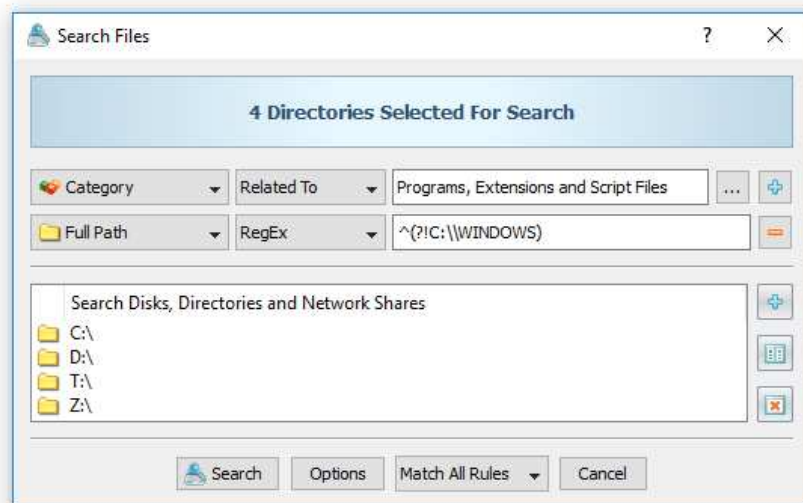 Search Files ?
4 Directories Selected For Search
Category Related To Programs, Extensions and Script Files ...
Full Path RegEx ^(?!C:\\WINDOWS)
Search Disks, Directories and Network Shares
C:\
D:\
T:\
Z:\
Search Options Match All Rules Cancel